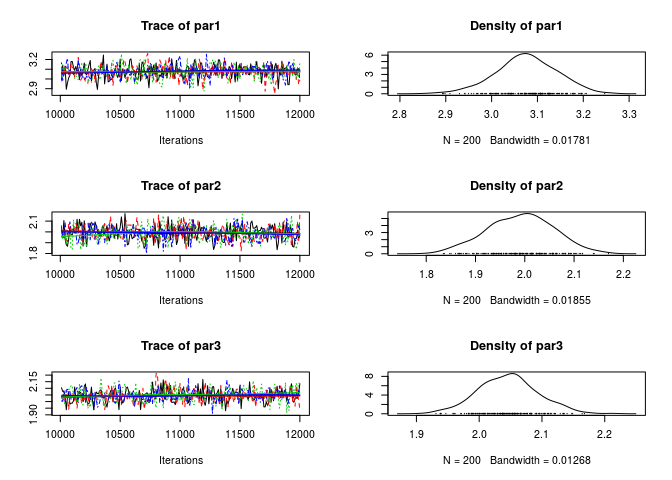 Trace of par1
3.2
2.9
10000 10500 11000 11500 12000
Iterations
Density of par1
6
3
0
2.8 2.9 3.0 3.1 3.2 3.3
N = 200 Bandwidth = 0.01781
Trace of par2
2.1
1.8
10000 10500 11000 11500 12000
Iterations
Density of par2
3
0
1.8 1.9 2.0 2.1 2.2
N = 200 Bandwidth = 0.01855
Trace of par3
2.15
1.90
10000 10500 11000 11500 12000
Iterations
Density of par3
8
4
0
1.9 2.0 2.1 2.2
N = 200 Bandwidth = 0.01268